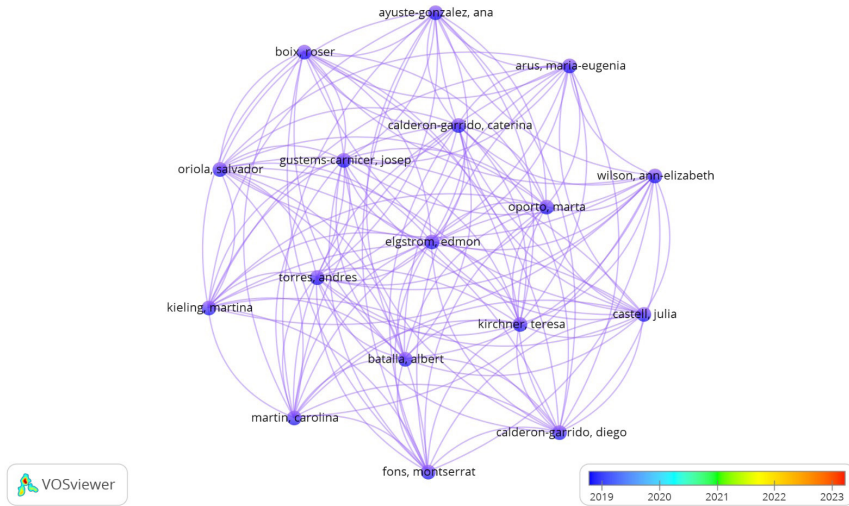 ayuste-gonzalez, ana
boix, roser
arus, maria-eugenia
calderon-garrido, caterina
gustems-carnicer, josep
oriola, salvador
wilson, ann-elizabeth
oporto, marta
elgstrom, edmon
torres, andres
kieling, martina
castell, julia
kirchner, teresa
batalla, albert
martin, carolina
calderon-garrido, diego
fons, montserrat
VOSviewer
2019 2020 2021 2022 2023